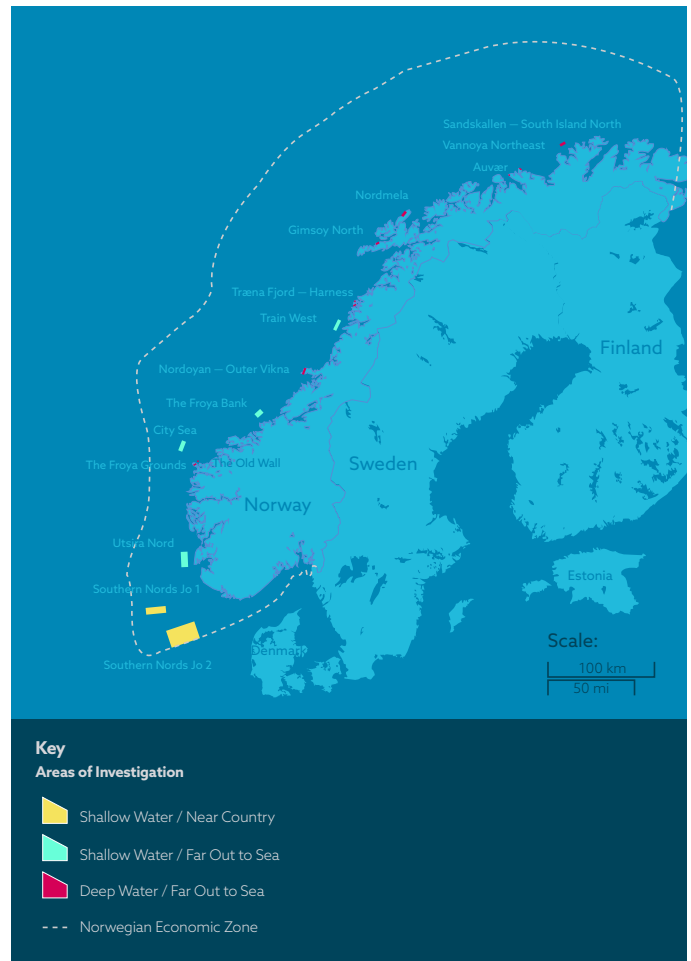 Sandskallen – South Island North
Vannoya Northeast
Auvær
Nordmela
Gimsoy North
Træna Fjord – Harness
Train West
Finland
Nordoyan – Outer Vikna
The Froya Bank
City Sea
The Froya Grounds
The Old Wall
Sweden
Norway
Utsira Nord
Estonia
Southern Nords Jo 1
Scale:
Denmark
Southern Nords Jo 2
100 km
50 mi
Key
Areas of Investigation
Shallow Water / Near Country
Shallow Water / Far Out to Sea
Deep Water / Far Out to Sea
Norwegian Economic Zone